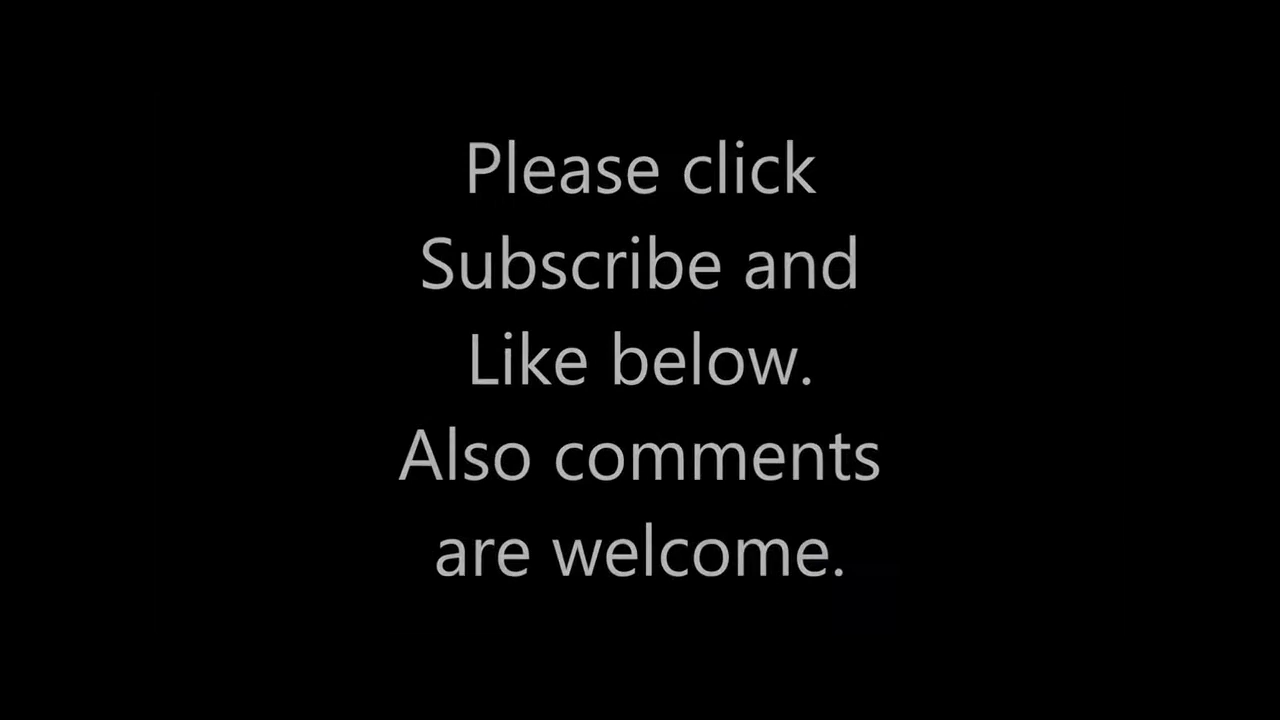 Please click
Subscribe and
Like below.
Also comments
are welcome.